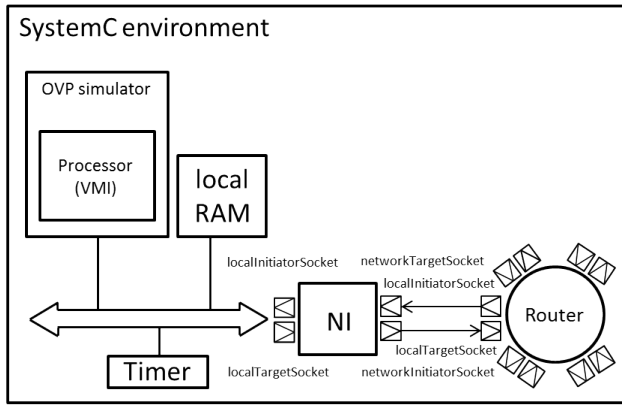 SystemC environment
OVP simulator
Processor
(VMI)
local
RAM
localInitiatorSocket
networkTargetSocket
localInitiatorSocket
NI
Router
localTargetSocket
Timer
localTargetSocket
networkInitiatorSocket